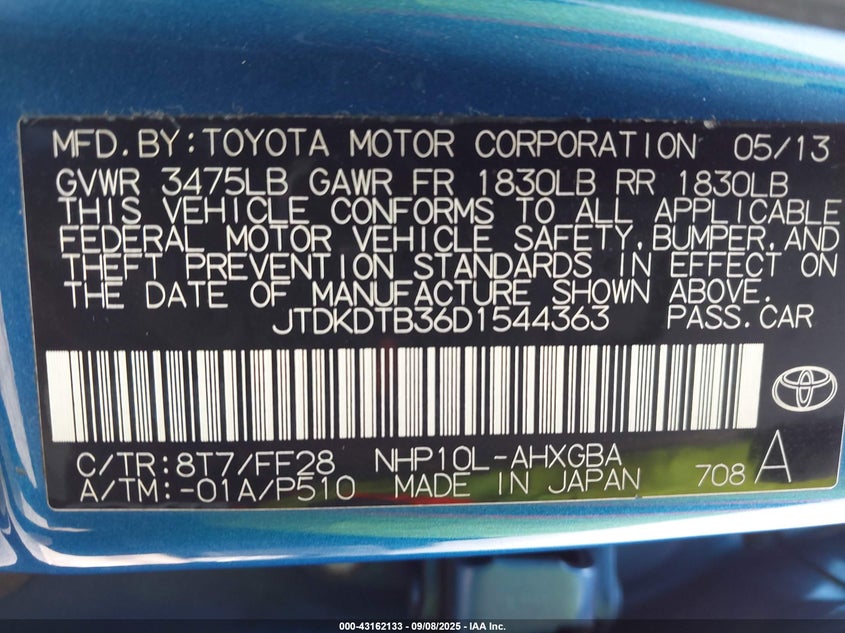 MFD.BY:TOYOTA MOTOR CORPORATION 05/13
GVWR 3475LB GAWR FR 1830LB RR 1830LB
THIS VEHICLE CONFORMS TO ALL APPLICABLE
FEDERAL MOTOR VEHICLE SAFETY,BUMPER,AND
THEFT PREVENTION STANDARDS IN EFFECT ON
THE DATE OF MANUFACTURE SHOWN ABOVE.
JTDKDTB36D1544363 PASS.CAR
C/TR:8T7/FF28 NHP10L-AHXGBA
A/TM:-01A/P510 MADE IN JAPAN 708 A
000-43162133 - 09/08/2025 - IAA Inc.